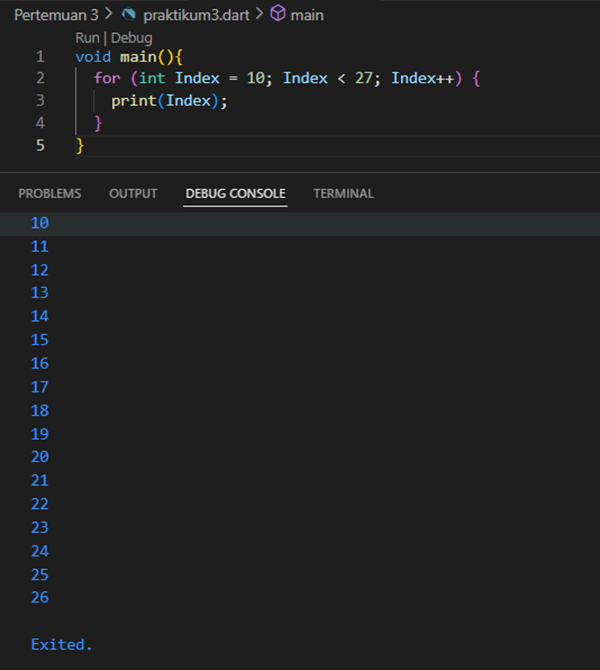 Pertemuan 3 > praktikum3.dart > main
Run | Debug
1 void main(){
2 for (int Index = 10; Index < 27; Index++) {
3 print(Index);
4 }
5 }
PROBLEMS OUTPUT DEBUG CONSOLE TERMINAL
10
11
12
13
14
15
16
17
18
19
20
21
22
23
24
25
26
Exited.